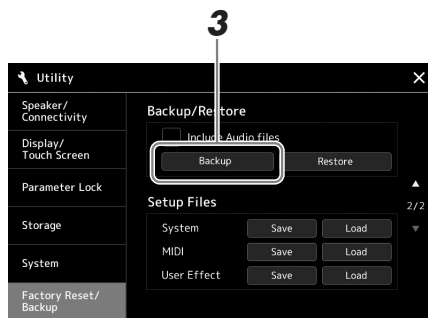 3
Utility
Speaker/
Connectivity
Display/
Touch Screen
Parameter Lock
Storage
System
Factory Reset/
Backup
Backup/Restore
Include Audio files
Backup Restore
Setup Files
System Save Load
MIDI Save Load
User Effect Save Load
2/2